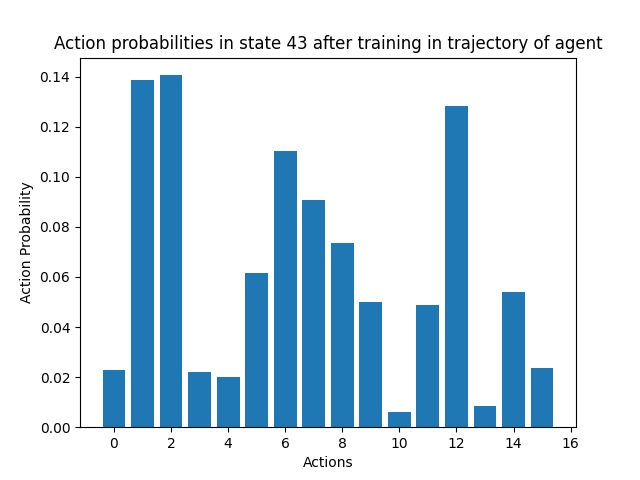 Action probabilities in state 43 after training in trajectory of agent
0.14
0.12
0.10
0.08
0.06
0.04
0.02
0.00
Action Probability
0 2 4 6 8 10 12 14 16
Actions